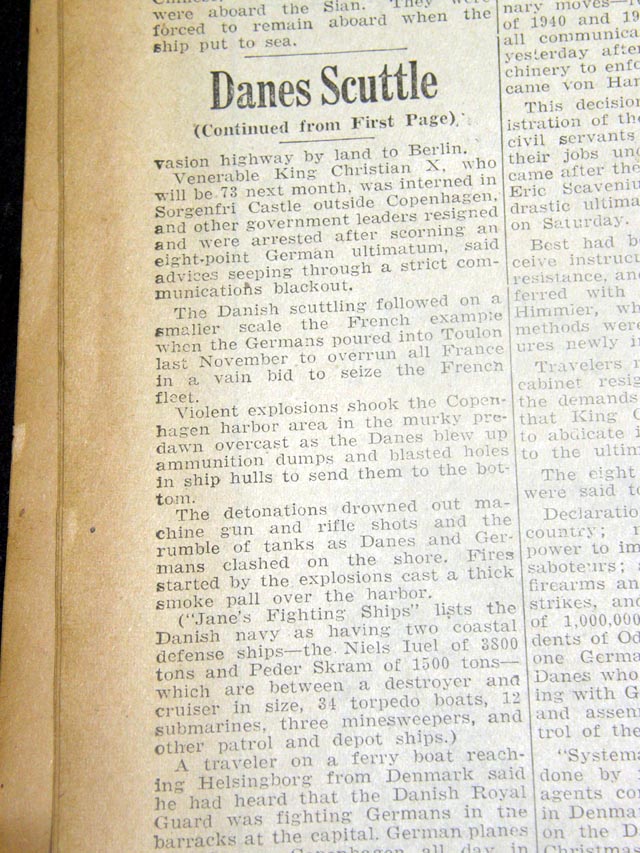 were aboard the Sian. They were
forced to remain aboard when the
ship put to sea.
Danes Scuttle
(Continued from First Page)
vasion highway by land to Berlin.
Venerable King Christian X, who
will be 73 next month, was interned in
Sorgenfri Castle outside Copenhagen,
and other government leaders resigned
and were arrested after scorning an
eight-point German ultimatum, said
advices seeping through a strict com-
munications blackout.
The Danish scuttling followed on a
smaller scale the French example
when the Germans poured into Toulon
last November to overrun all France
in a vain bid to seize the French
fleet.
Violent explosions shook the Copen-
hagen harbor area in the murky pre-
dawn overcast as the Danes blew up
ammunition dumps and blasted holes
in ship hulls to send them to the bot-
tom.
The detonations drowned out ma-
chine gun and rifle shots and the
rumble of tanks as Danes and Ger-
mans clashed on the shore. Fires
started by the explosions cast a thick
smoke pall over the harbor.
("Jane's Fighting Ships" lists the
Danish navy as having two coastal
defense ships—the Niels Iuel of 3800
tons and Peder Skram of 1500 tons—
which are between a destroyer and
cruiser in size, 34 torpedo boats, 12
submarines, three minesweepers, and
other patrol and depot ships.)
A traveler on a ferry boat reach-
ing Helsingborg from Denmark said
he had heard that the Danish Royal
Guard was fighting Germans in the
barracks at the capital. German planes
Copenhagen all day in
nary moves
of 1940 and
all communica
yesterday after
chinery to enfo
came von Har
This decision
istration of the
civil servants
their jobs und
came after the
Eric Scaveniu
drastic ultima
on Saturday.
Best had b
ceive instruct
resistance, an
ferred with
Himmler, wh
methods were
ures newly i
Travelers r
cabinet resig
the demands
that King C
to abdicate i
to the ultim
The eight
were said to
Declaratio
country; r
power to im
saboteurs; a
firearms an
strikes, and
of 1,000,000
dents of Od
one Germa
Danes who
ing with G
and assem
trol of the
"Systema
done by
agents co
in Denmar
on the D
Christmas